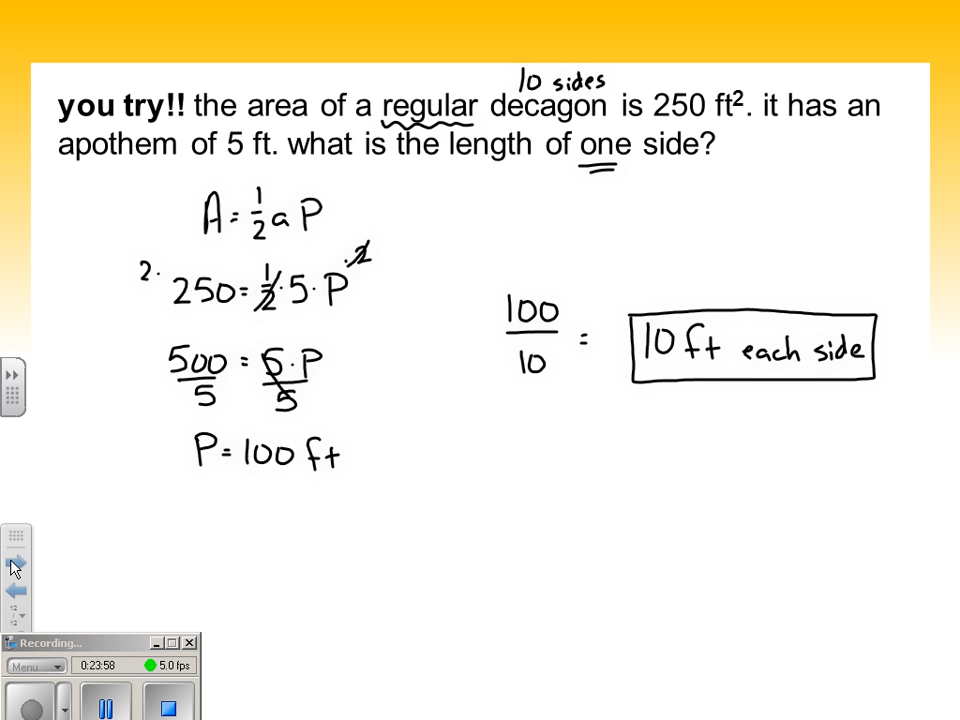 10 sides
you try!! the area of a regular decagon is 250 ft². it has an
apothem of 5 ft. what is the length of one side?
A = 1/2 a P
2 · 250 = 1/2 · 5 · P · 2
500/5 = 5 · P/5
P = 100 ft
100/10 = 10 ft each side
12
/
12
Recording...
Menu 0:23:58 5.0 fps